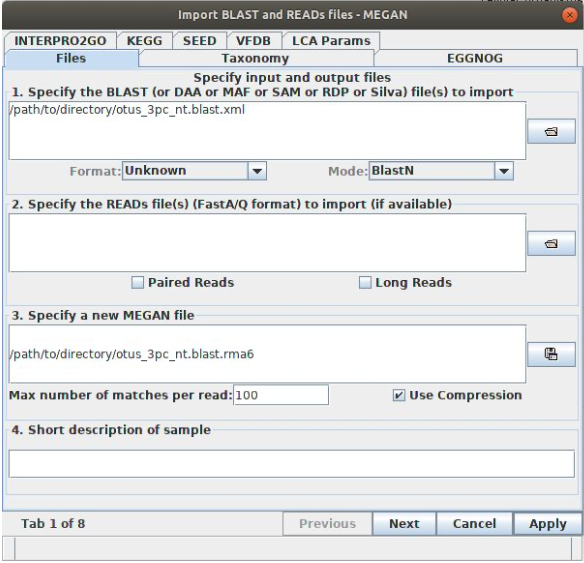 Import BLAST and READs files - MEGAN
INTERPRO2GO KEGG SEED VFDB LCA Params
Files Taxonomy EGGNOG
Specify input and output files
1. Specify the BLAST (or DAA or MAF or SAM or RDP or Silva) file(s) to import
/path/to/directory/otus_3pc_nt.blast.xml
Format: Unknown Mode: BlastN
2. Specify the READs file(s) (FastA/Q format) to import (if available)
Paired Reads Long Reads
3. Specify a new MEGAN file
/path/to/directory/otus_3pc_nt.blast.rma6
Max number of matches per read: 100 Use Compression
4. Short description of sample
Tab 1 of 8 Previous Next Cancel Apply